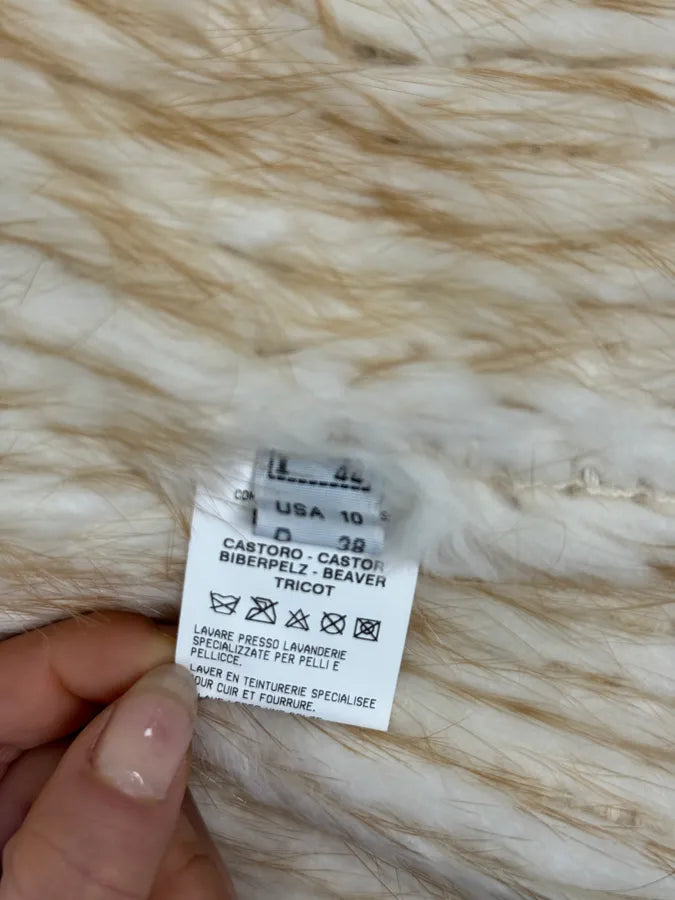 I 44
USA 10
D 38
CASTORO - CASTOR
BIBERPELZ - BEAVER
TRICOT
LAVARE PRESSO LAVANDERIE
SPECIALIZZATE PER PELLI E
PELLICCE.
LAVER EN TEINTURERIE SPECIALISEE
POUR CUIR ET FOURRURE.